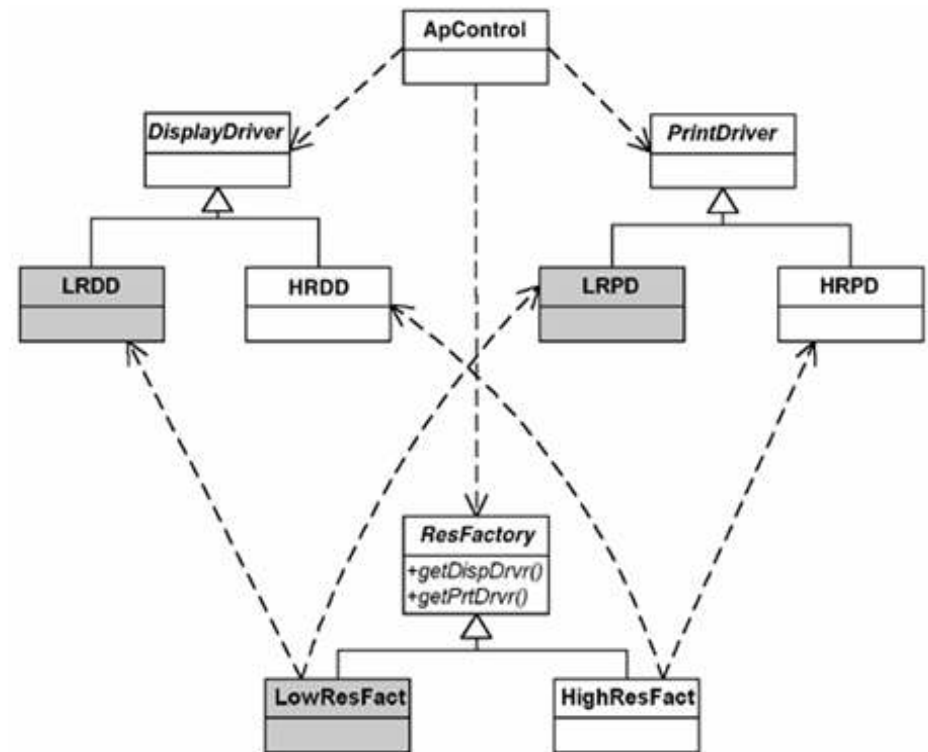 ApControl
DisplayDriver
PrintDriver
LRDD
HRDD
LRPD
HRPD
ResFactory
+getDispDrvr()
+getPrtDrvr()
LowResFact
HighResFact